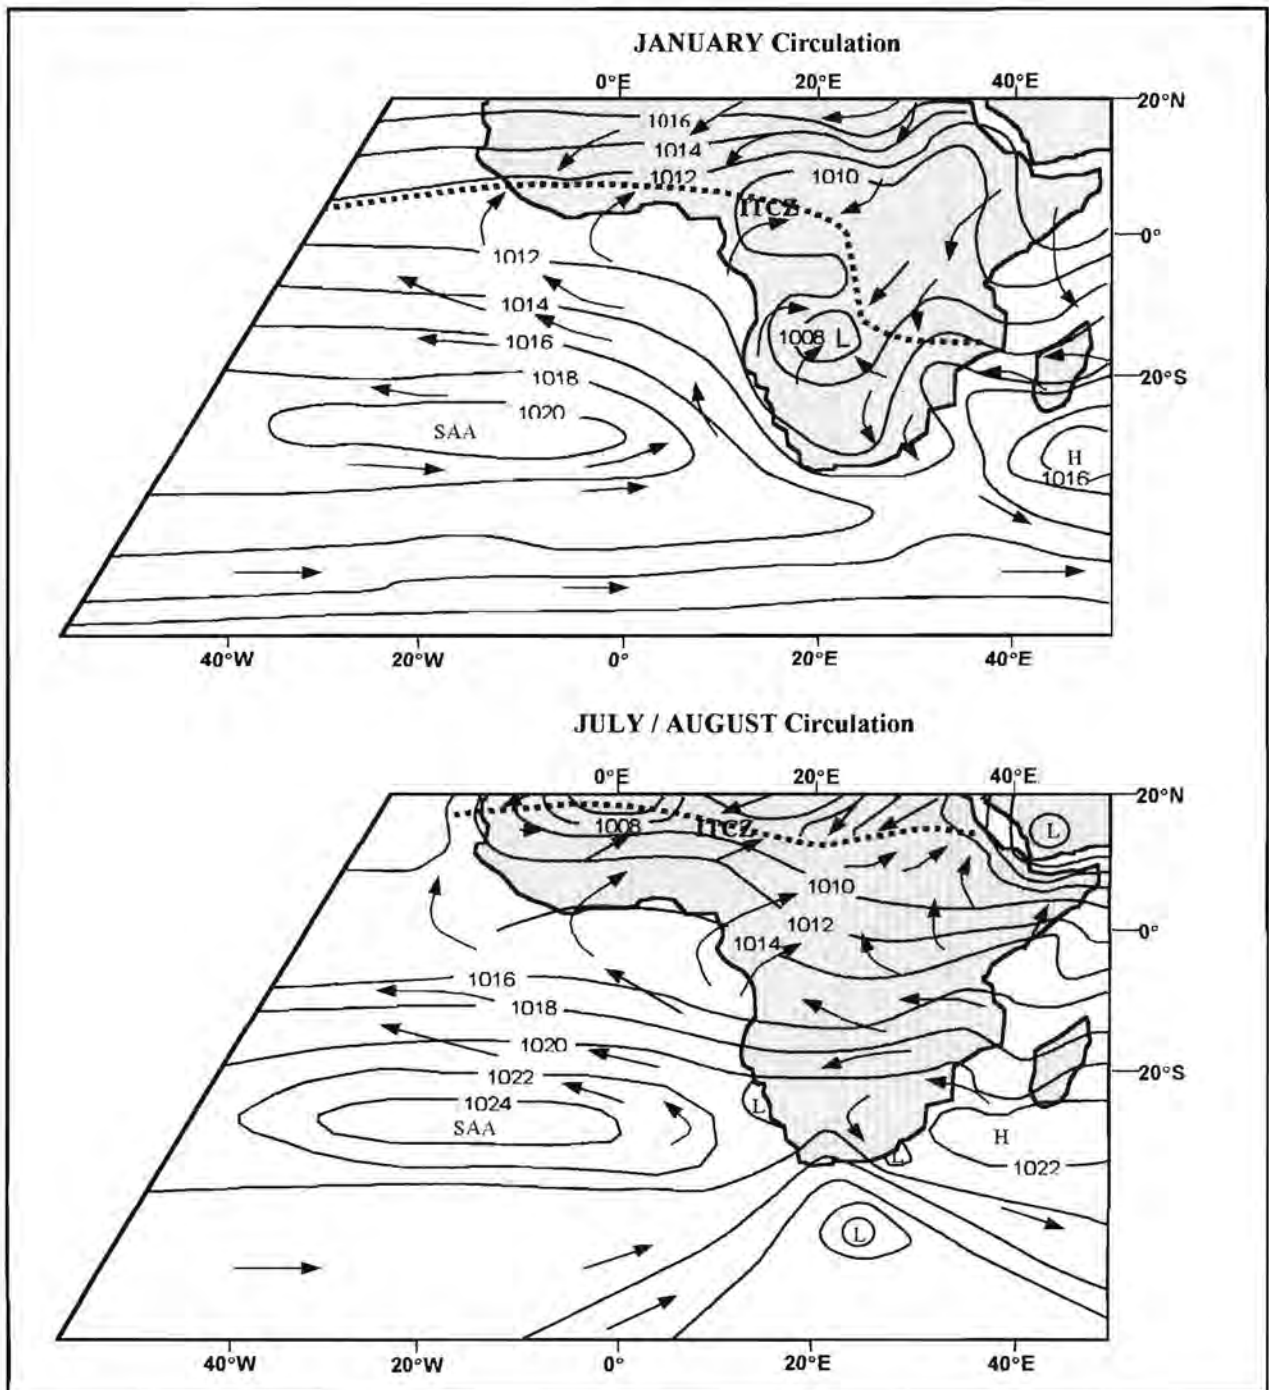 JANUARY Circulation
0°E 20°E 40°E
20°N
1016
1014
1012 1010
ITCZ
0°
1012
1014
1008 L
1016
20°S
1018
1020
SAA
H
1016
40°W 20°W 0° 20°E 40°E
JULY / AUGUST Circulation
0°E 20°E 40°E
20°N
1008 ITCZ L
1010
1012
0°
1014
1016
1018
1020
20°S
1022
1024 L
SAA H
L
1022
L
40°W 20°W 0° 20°E 40°E